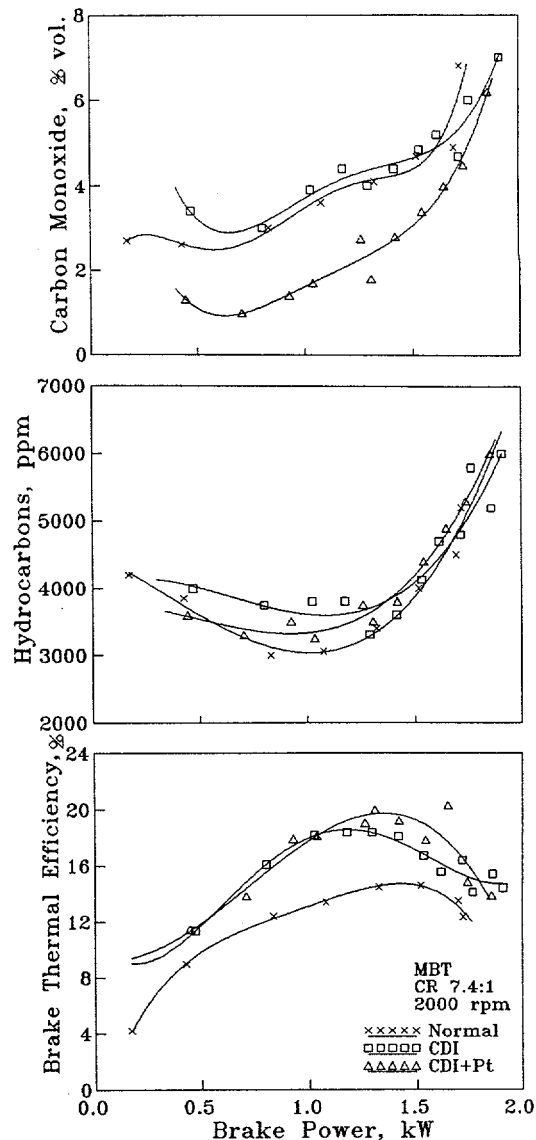 Carbon Monoxide, % vol.
8
6
4
2
0
Hydrocarbons, ppm
7000
6000
5000
4000
3000
2000
Brake Thermal Efficiency,%
24
20
16
12
8
4
0
MBT
CR 7.4:1
2000 rpm
Normal
CDI
CDI+Pt
0.0 0.5 1.0 1.5 2.0
Brake Power, kW